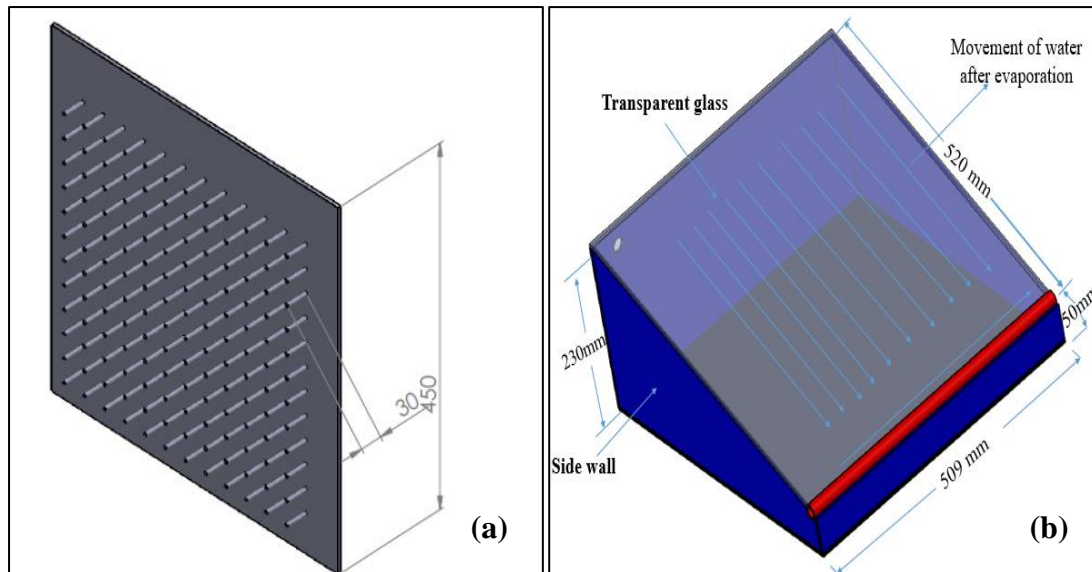 30
450
(a)
Movement of water
after evaporation
Transparent glass
520 mm
50mm
230mm
Side wall
509 mm
(b)